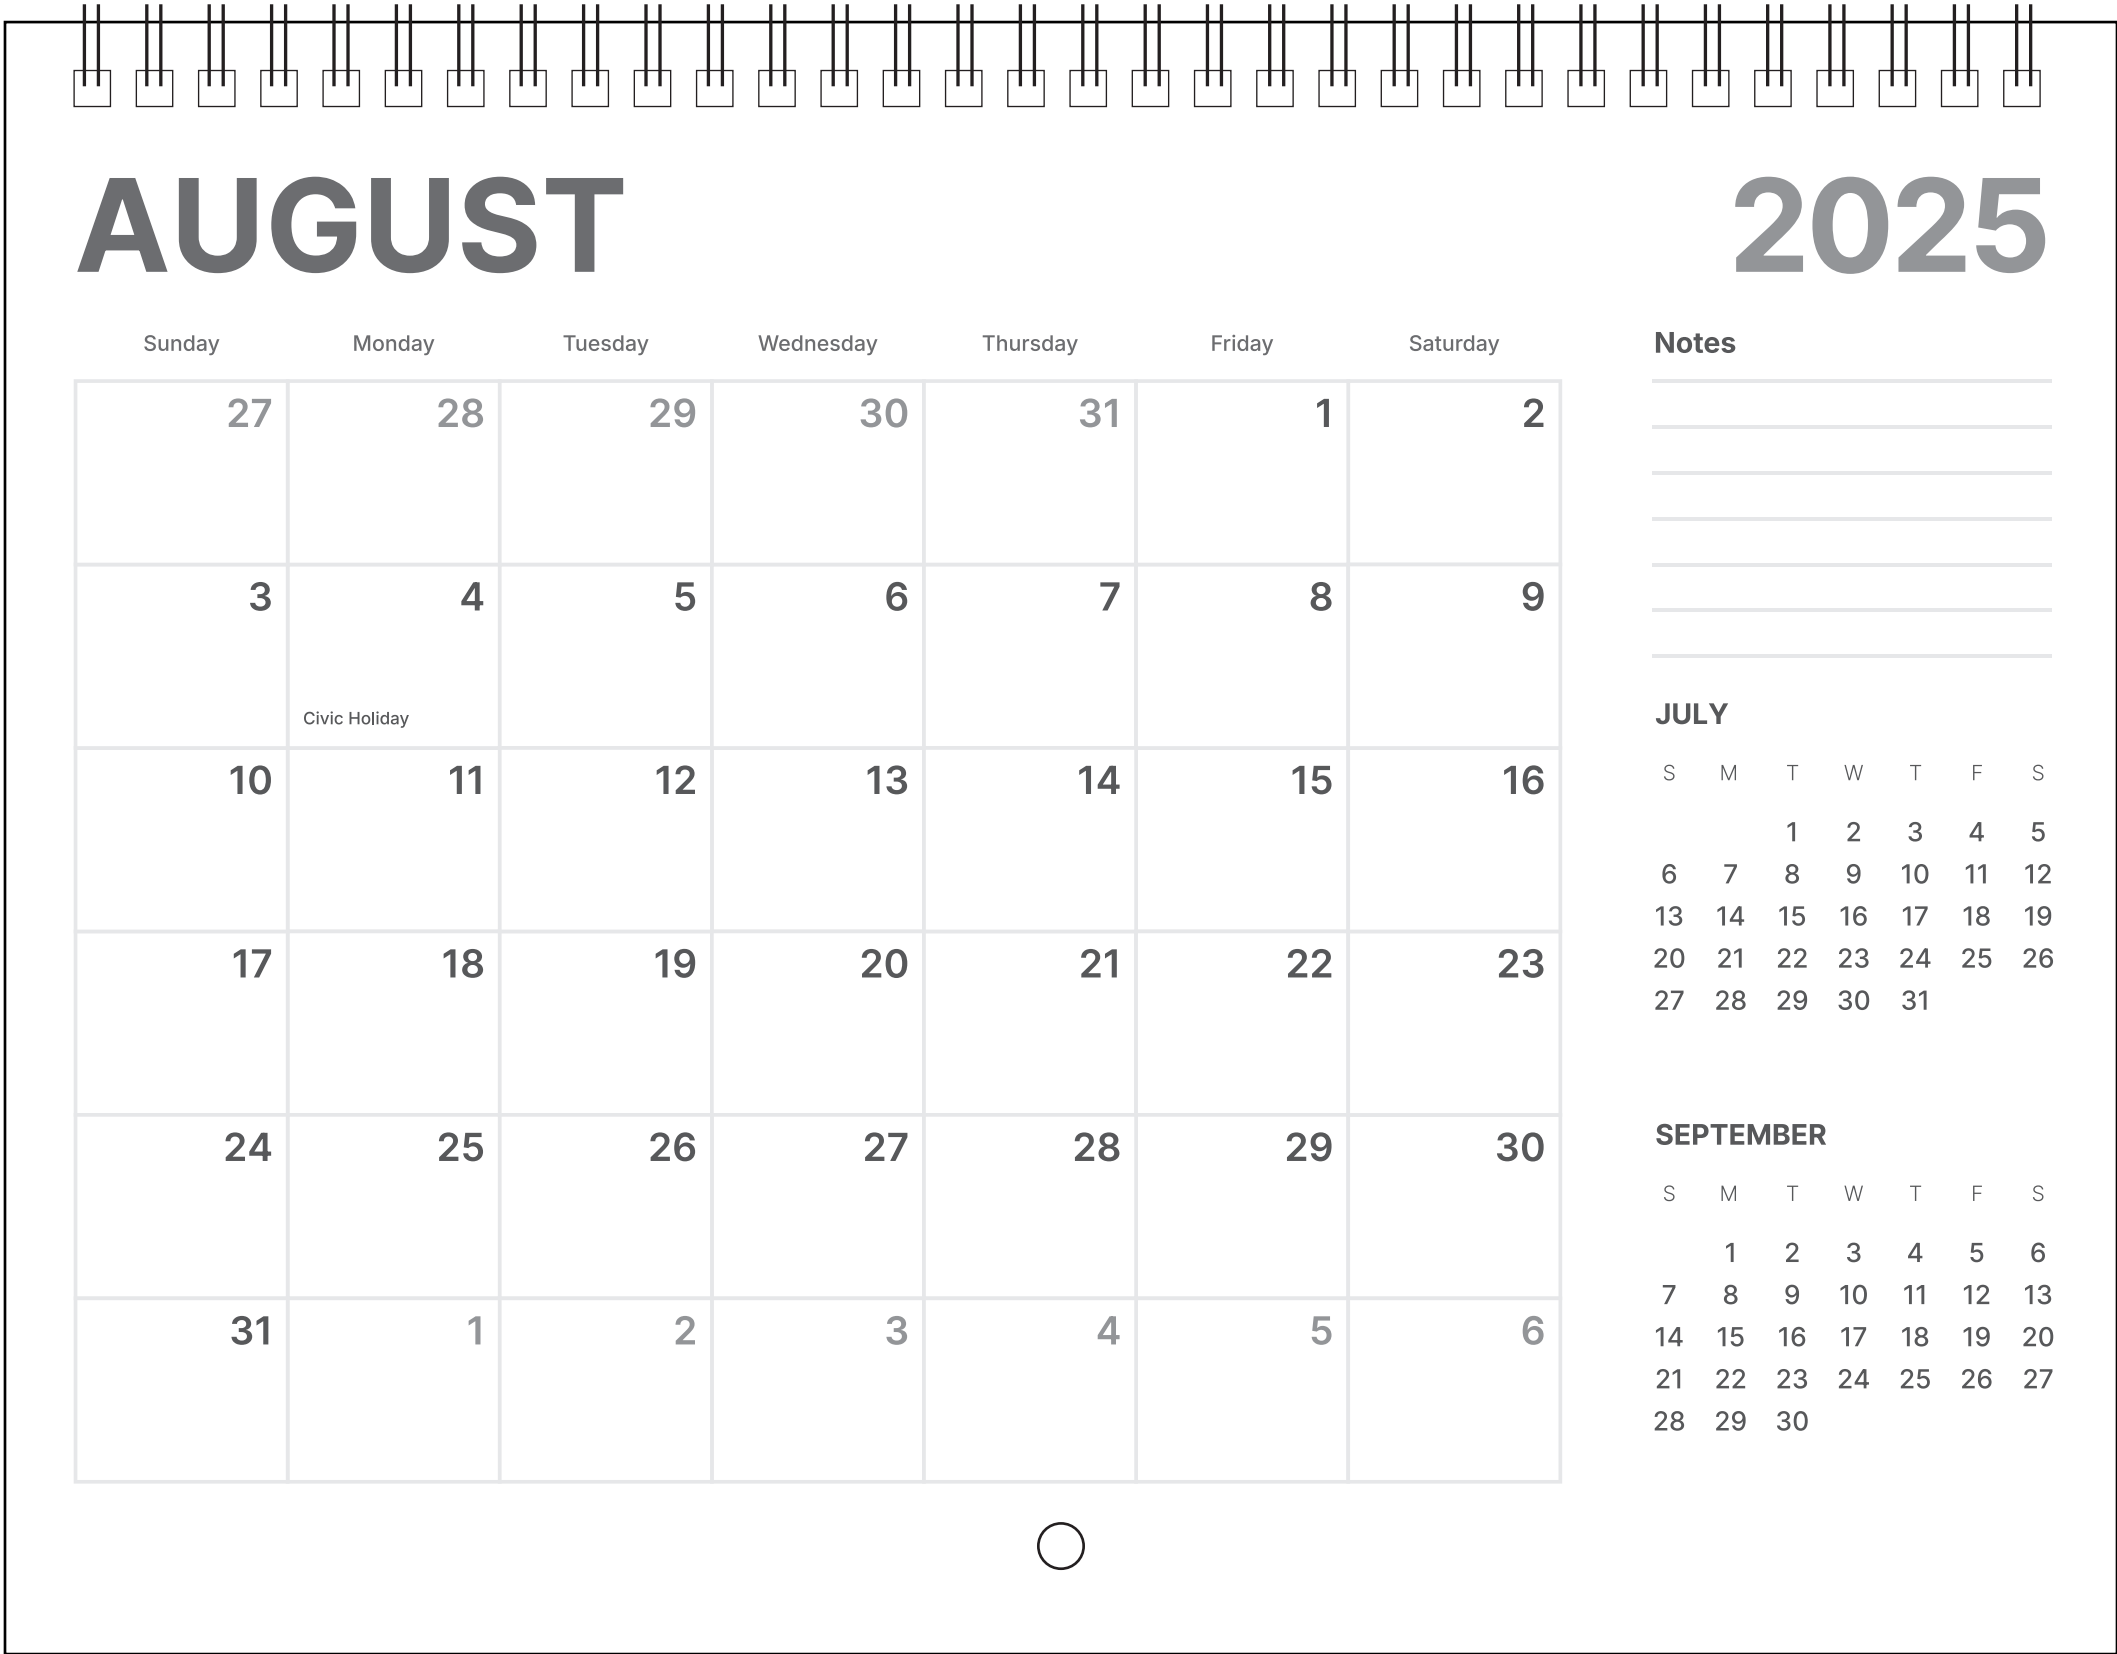 AUGUST 2025
Sunday Monday Tuesday Wednesday Thursday Friday Saturday
27 28 29 30 31 1 2
3 4 5 6 7 8 9
Civic Holiday
10 11 12 13 14 15 16
17 18 19 20 21 22 23
24 25 26 27 28 29 30
31 1 2 3 4 5 6
Notes
JULY
S M T W T F S
1 2 3 4 5
6 7 8 9 10 11 12
13 14 15 16 17 18 19
20 21 22 23 24 25 26
27 28 29 30 31
SEPTEMBER
S M T W T F S
1 2 3 4 5 6
7 8 9 10 11 12 13
14 15 16 17 18 19 20
21 22 23 24 25 26 27
28 29 30